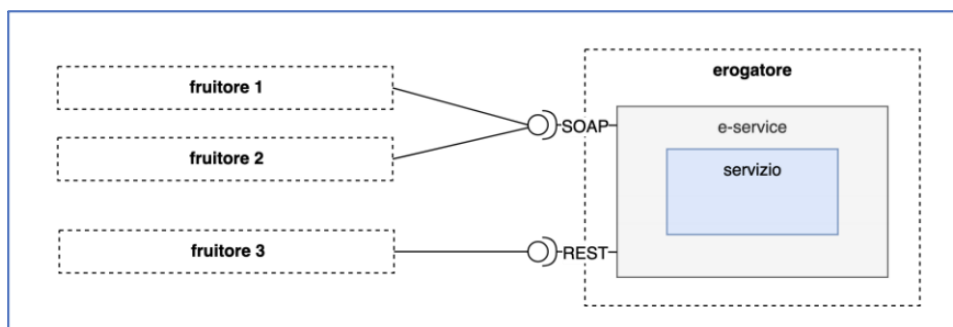 erogatore
fruitore 1
SOAP
e-service
fruitore 2
servizio
fruitore 3
REST